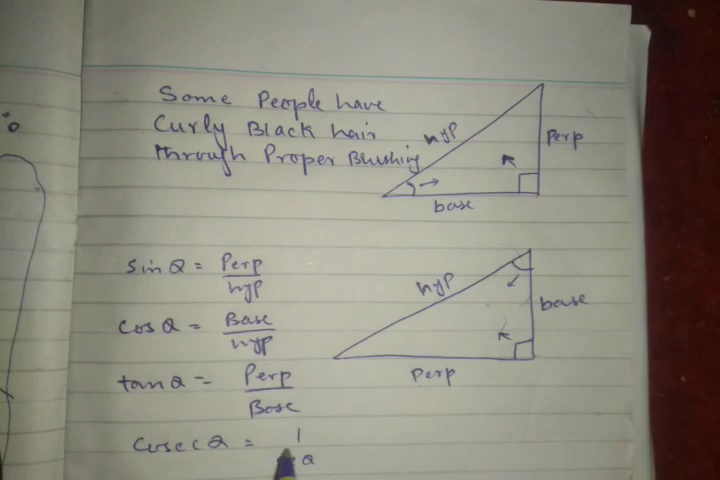 Some People have
Curly Black hair
through Proper Brushing
hyp
Perp
base
sin θ = Perp / hyp
cos θ = Base / hyp
tan θ = Perp / Base
hyp
base
Perp
cosec θ = 1 / θ